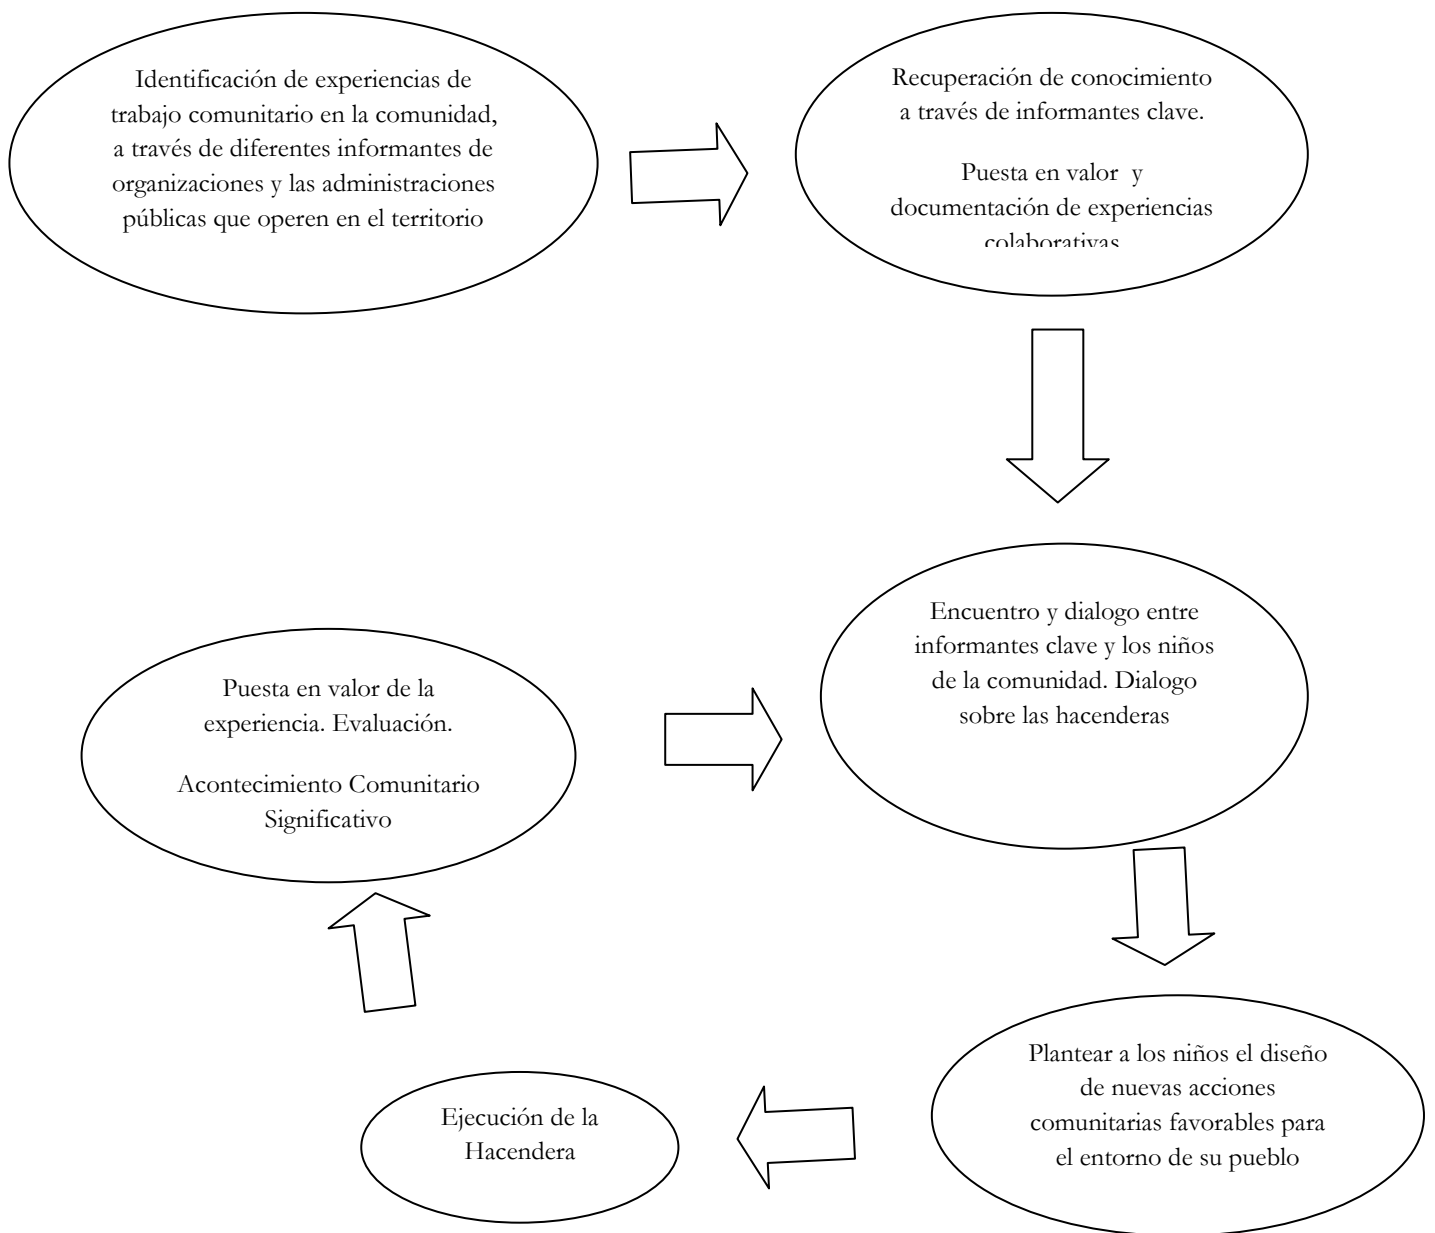 Identificación de experiencias de
trabajo comunitario en la comunidad,
a través de diferentes informantes de
organizaciones y las administraciones
públicas que operen en el territorio
Recuperación de conocimiento
a través de informantes clave.
Puesta en valor y
documentación de experiencias
colaborativas
Encuentro y dialogo entre
informantes clave y los niños
de la comunidad. Dialogo
sobre las hacenderas
Puesta en valor de la
experiencia. Evaluación.
Acontecimiento Comunitario
Significativo
Plantear a los niños el diseño
de nuevas acciones
comunitarias favorables para
el entorno de su pueblo
Ejecución de la
Hacendera